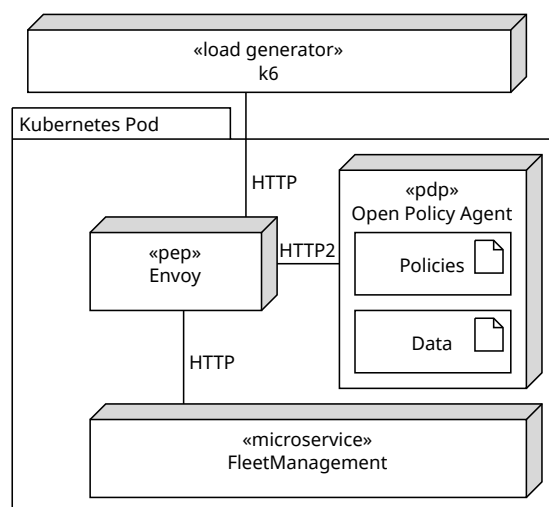 «load generator»
k6
Kubernetes Pod
HTTP
«pdp»
Open Policy Agent
«pep»
Envoy
HTTP2
Policies
Data
HTTP
«microservice»
FleetManagement